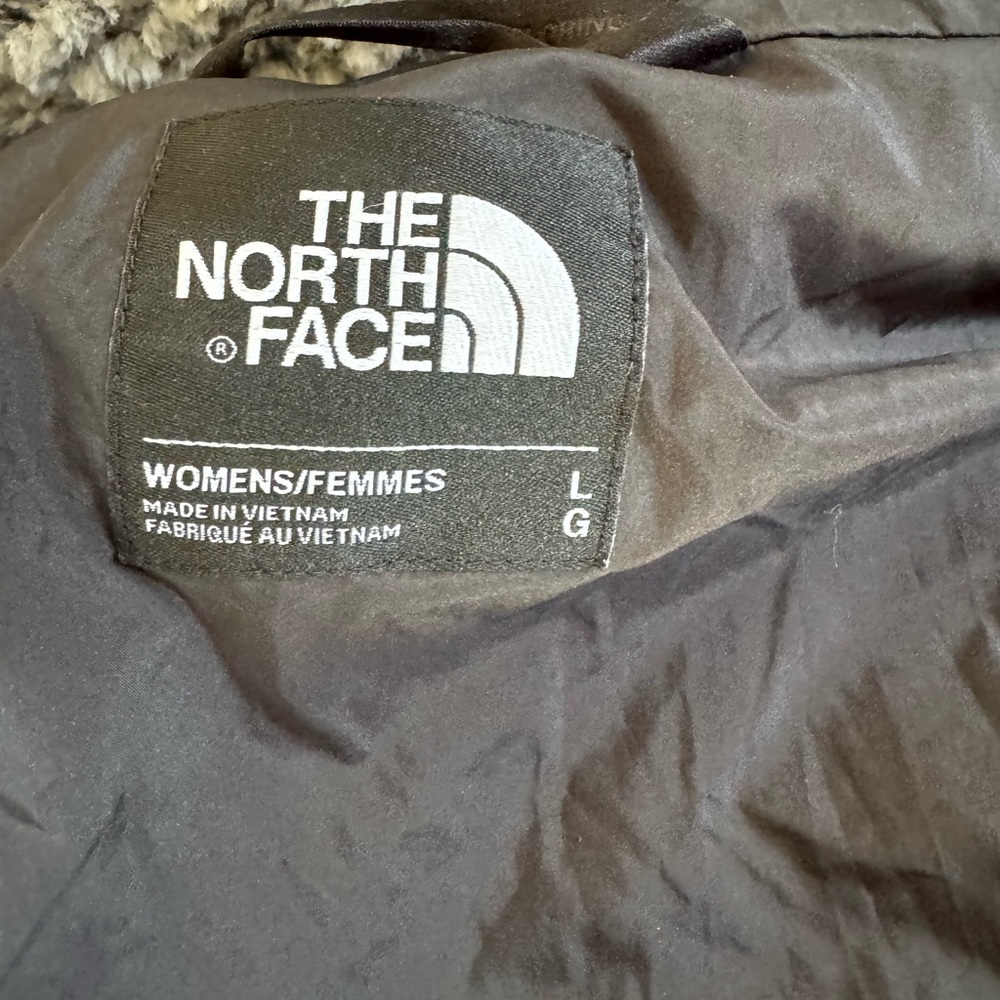 THE
NORTH
® FACE
WOMENS/FEMMES L
MADE IN VIETNAM G
FABRIQUÉ AU VIETNAM